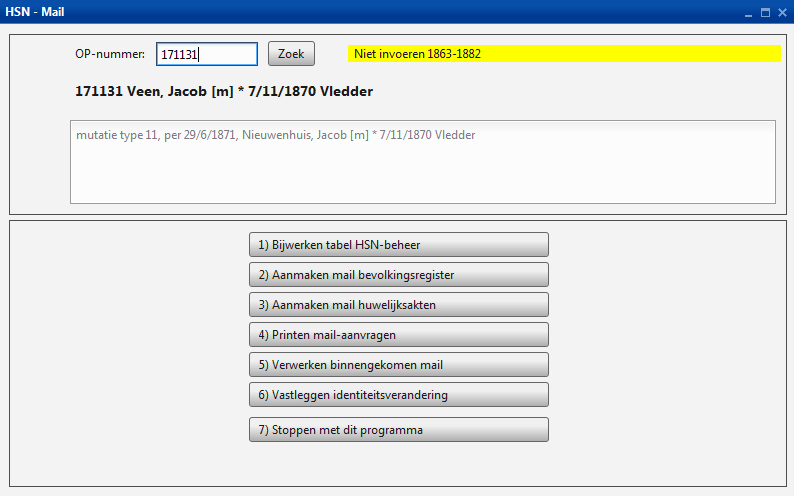 HSN - Mail
OP-nummer: 171131 Zoek Niet invoeren 1863-1882
171131 Veen, Jacob [m] * 7/11/1870 Vledder
mutatie type 11, per 29/6/1871, Nieuwenhuis, Jacob [m] * 7/11/1870 Vledder
1) Bijwerken tabel HSN-beheer
2) Aanmaken mail bevolkingsregister
3) Aanmaken mail huwelijksakten
4) Printen mail-aanvragen
5) Verwerken binnengekomen mail
6) Vastleggen identiteitsverandering
7) Stoppen met dit programma